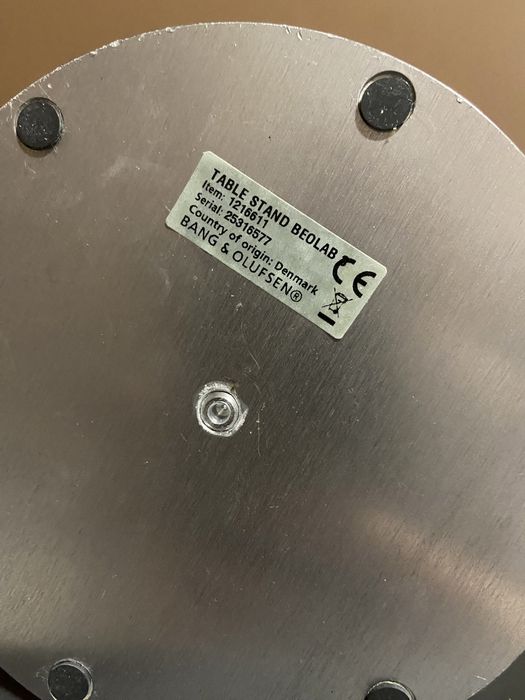 TABLE STAND BEOLAB
Item: 1216611
Serial: 25316577
Country of origin: Denmark
BANG & OLUFSEN®
CE